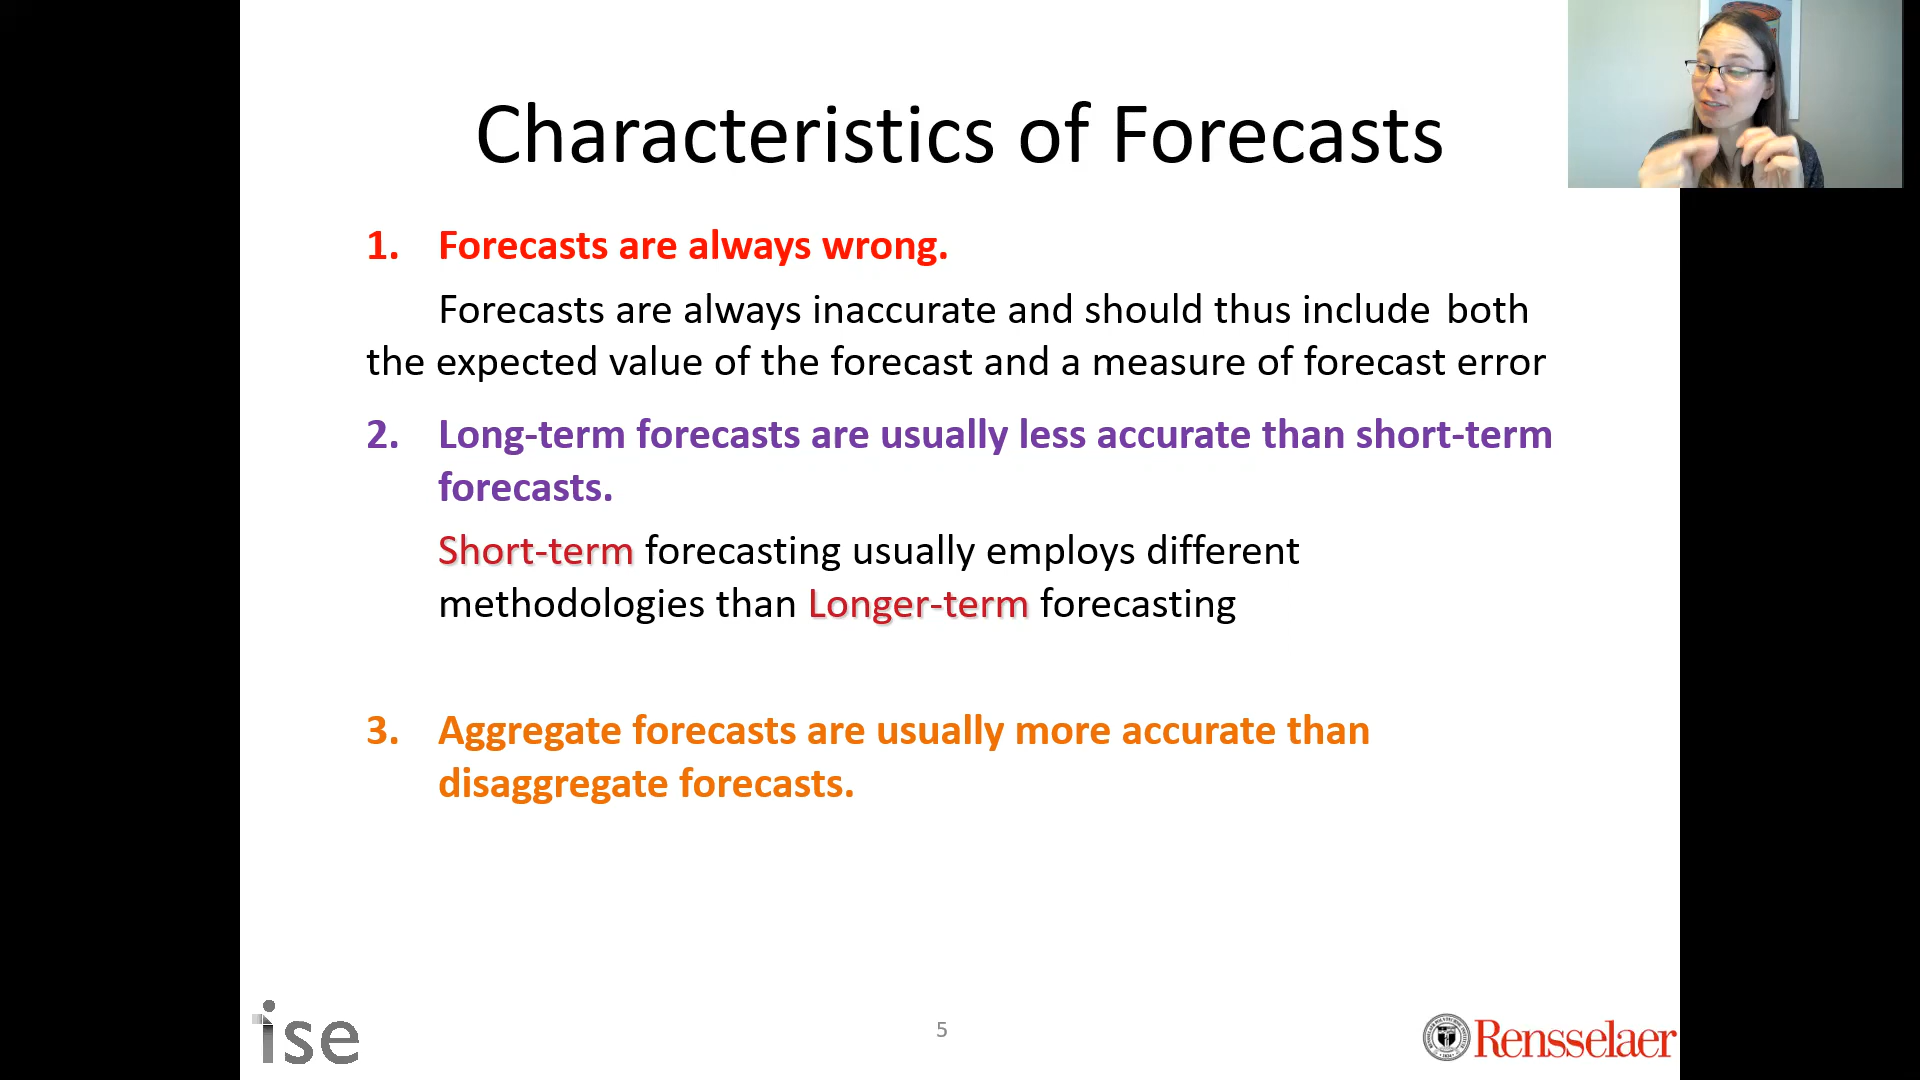 Characteristics of Forecasts
1. Forecasts are always wrong.
Forecasts are always inaccurate and should thus include both
the expected value of the forecast and a measure of forecast error
2. Long-term forecasts are usually less accurate than short-term
forecasts.
Short-term forecasting usually employs different
methodologies than Longer-term forecasting
3. Aggregate forecasts are usually more accurate than
disaggregate forecasts.
ise
5
Rensselaer